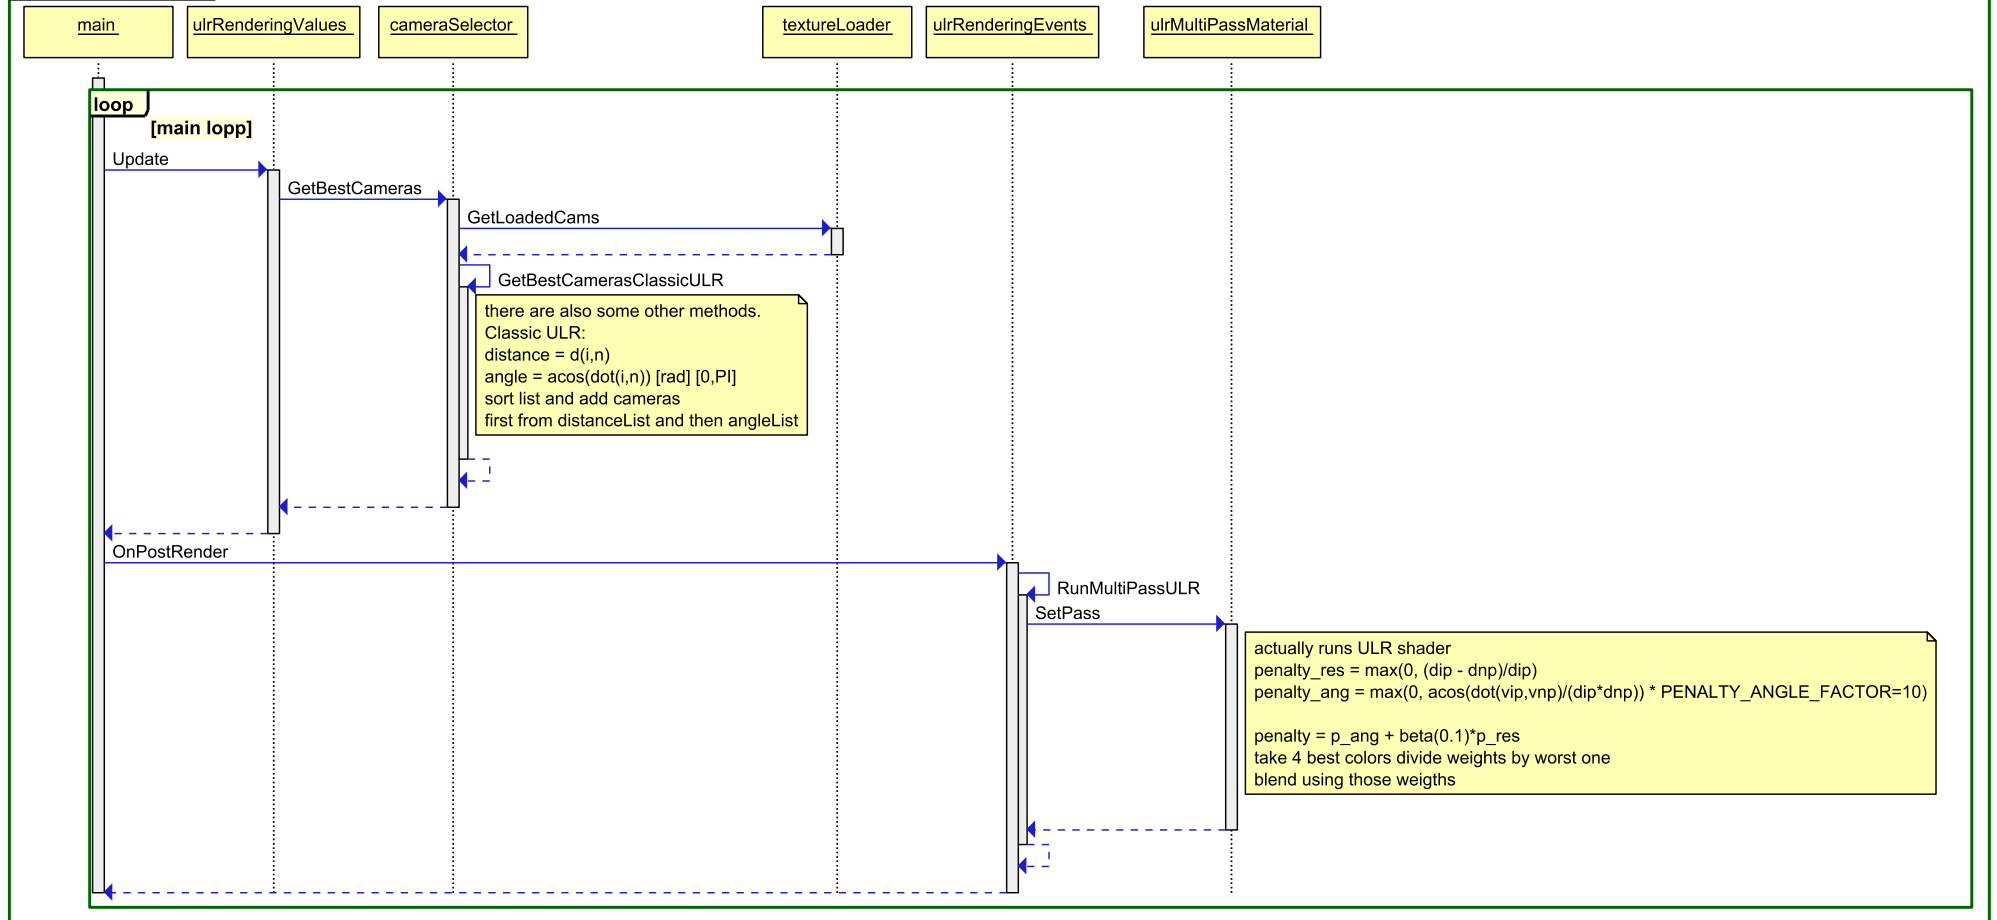 main
ulrRenderingValues
cameraSelector
textureLoader
ulrRenderingEvents
ulrMultiPassMaterial
loop
[main lopp]
Update
GetBestCameras
GetLoadedCams
GetBestCamerasClassicULR
there are also some other methods.
Classic ULR:
distance = d(i,n)
angle = acos(dot(i,n)) [rad] [0,PI]
sort list and add cameras
first from distanceList and then angleList
OnPostRender
RunMultiPassULR
SetPass
actually runs ULR shader
penalty_res = max(0, (dip - dnp)/dip)
penalty_ang = max(0, acos(dot(vip,vnp)/(dip*dnp)) * PENALTY_ANGLE_FACTOR=10)
penalty = p_ang + beta(0.1)*p_res
take 4 best colors divide weights by worst one
blend using those weigths